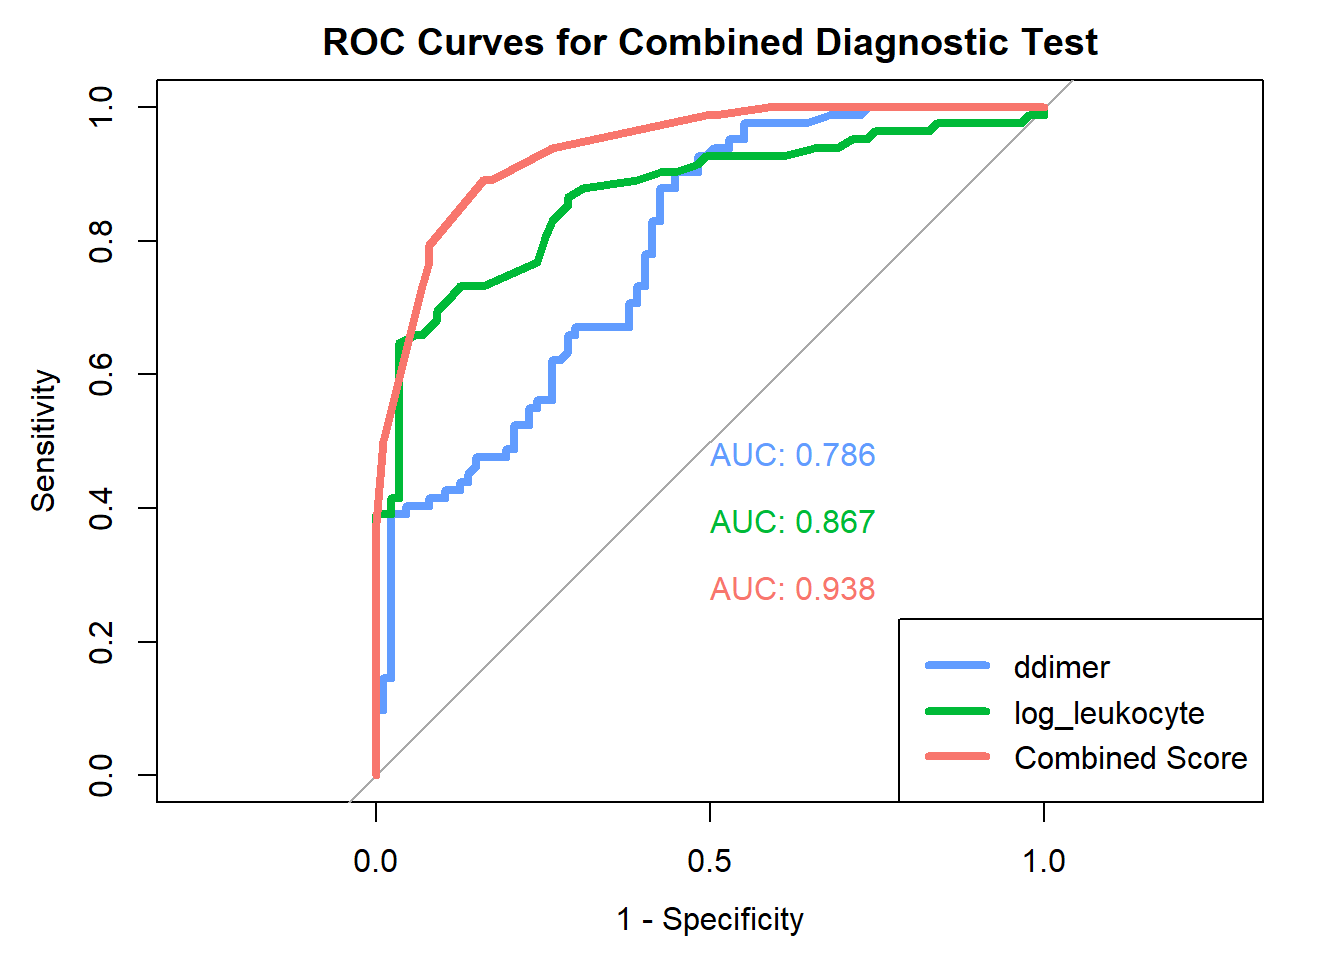 ROC Curves for Combined Diagnostic Test
Sensitivity
1.0
0.8
0.6
0.4
0.2
0.0
AUC: 0.786
AUC: 0.867
AUC: 0.938
ddimer
log_leukocyte
Combined Score
0.0 0.5 1.0
1 - Specificity